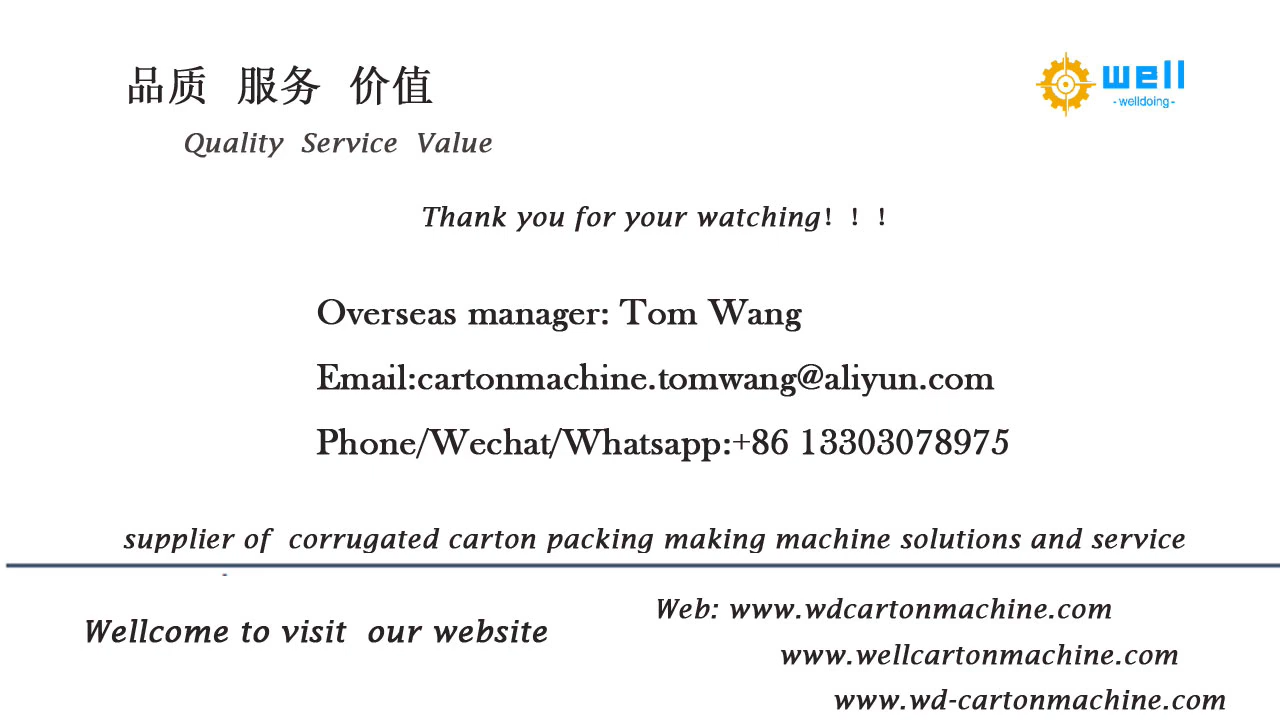 品质 服务 价值
well
-welldoing-
Quality Service Value
Thank you for your watching！！！
Overseas manager: Tom Wang
Email:cartonmachine.tomwang@aliyun.com
Phone/Wechat/Whatsapp:+86 13303078975
supplier of corrugated carton packing making machine solutions and service
Wellcome to visit our website
Web: www.wdcartonmachine.com
www.wellcartonmachine.com
www.wd-cartonmachine.com